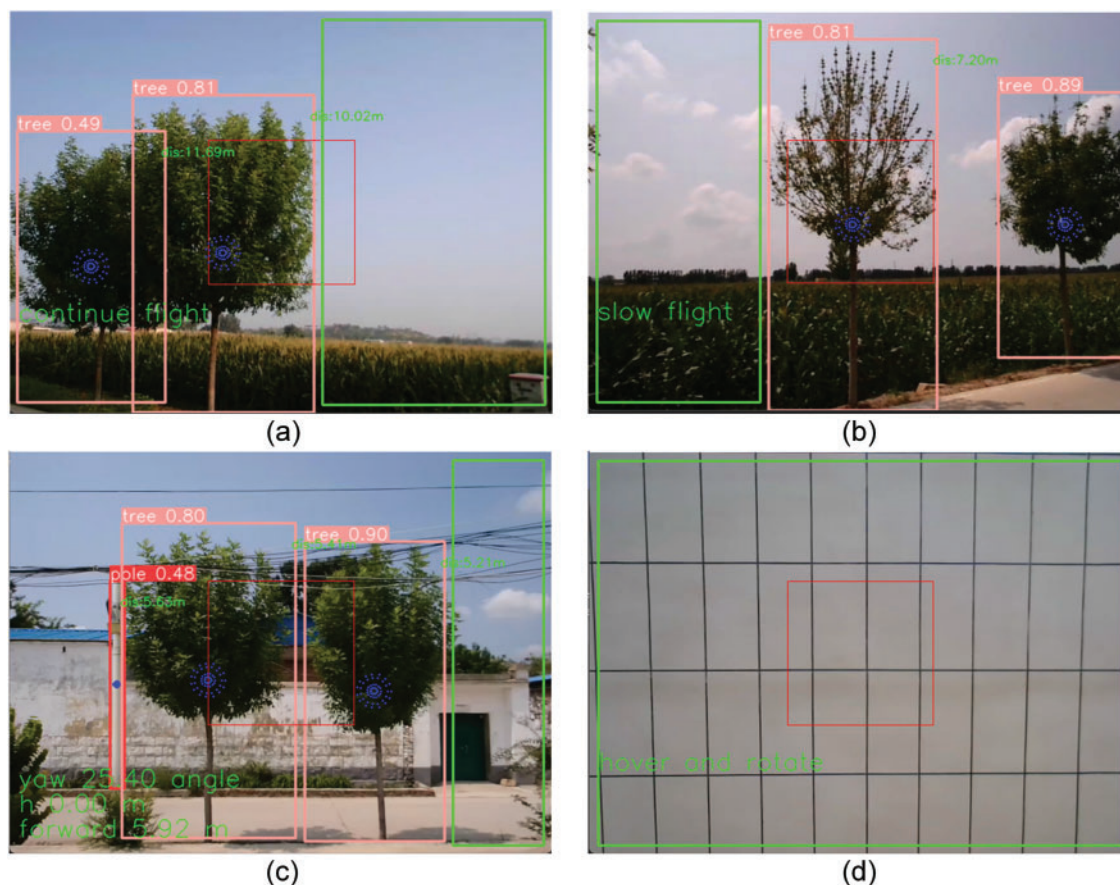 tree 0.81
tree 0.49
dis:10.02m
dis:11.69m
continue flight
(a)
tree 0.81
dis:7.20m
tree 0.89
slow flight
(b)
tree 0.80
tree 0.90
dis:5.21m
pole 0.48
dis:5.63m
yaw 25.40 angle
h 0.00 m
forward 5.92 m
(c)
hover and rotate
(d)